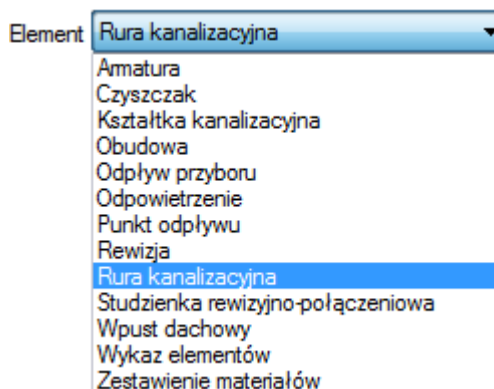 Element Rura kanalizacyjna
Armatura
Czyszczak
Kształtka kanalizacyjna
Obudowa
Odpływ przyboru
Odpowietrzenie
Punkt odpływu
Rewizja
Rura kanalizacyjna
Studzienka rewizyjno-połączeniowa
Wpust dachowy
Wykaz elementów
Zestawienie materiałów